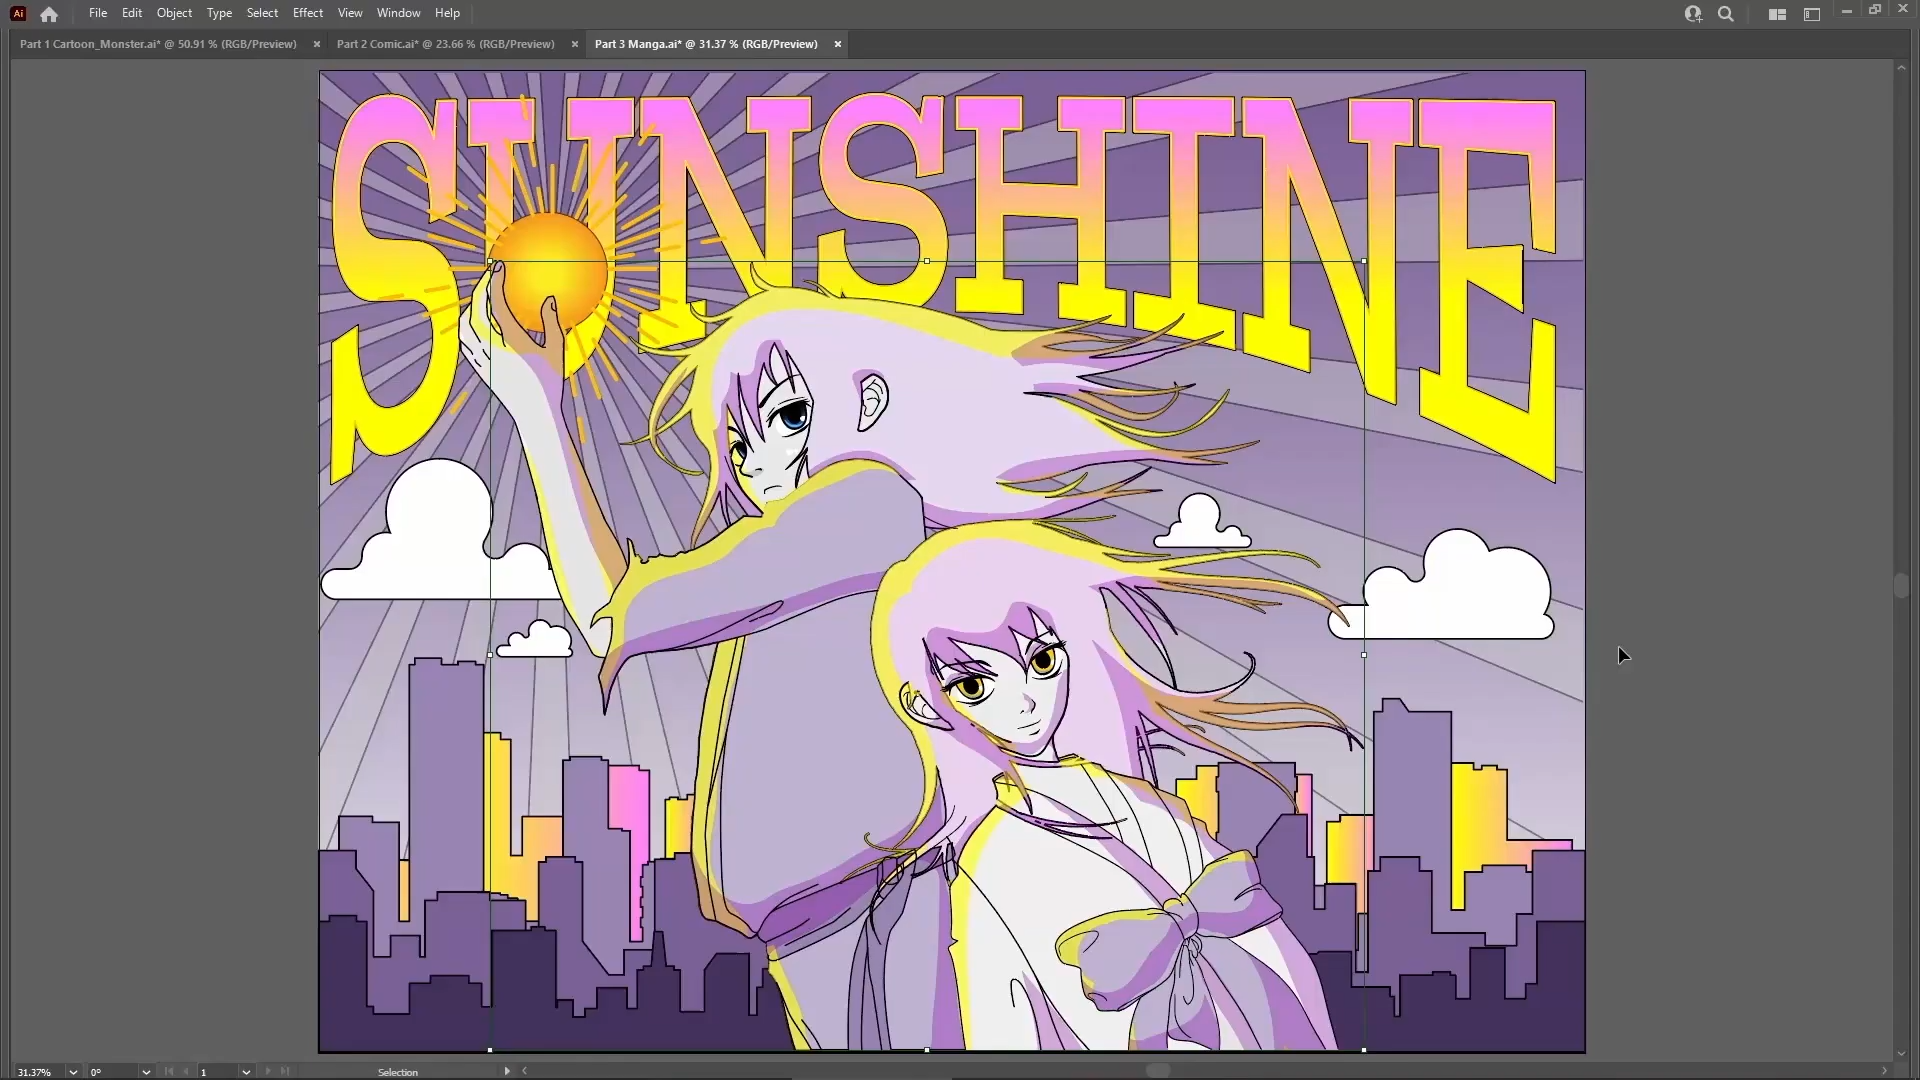 Ai File Edit Object Type Select Effect View Window Help
Part 1 Cartoon_Monster.ai* @ 50.91 % (RGB/Preview) × Part 2 Comic.ai* @ 23.66 % (RGB/Preview) × Part 3 Manga.ai* @ 31.37 % (RGB/Preview) ×
SUNSHINE
31.37% 0° 1 Selection